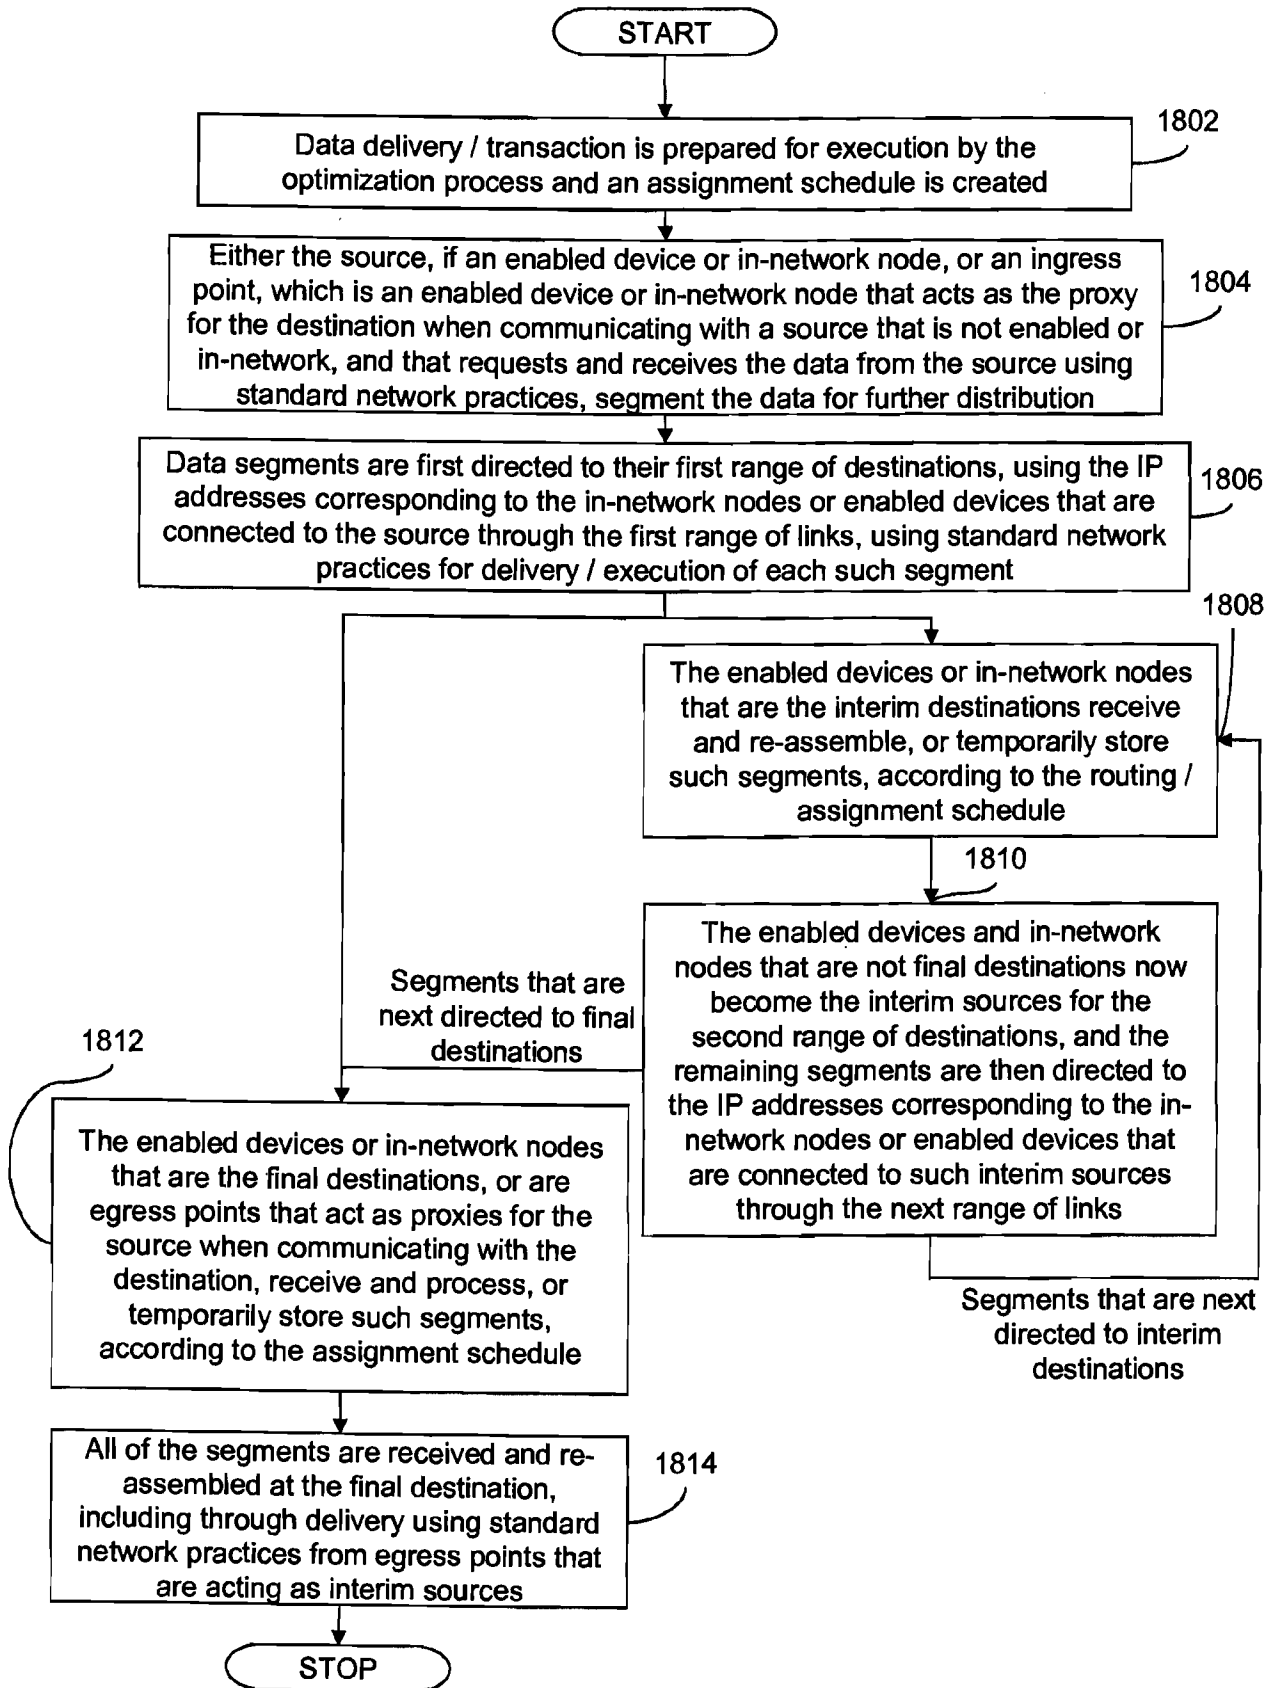 START
1802
Data delivery / transaction is prepared for execution by the
optimization process and an assignment schedule is created
Either the source, if an enabled device or in-network node, or an ingress
point, which is an enabled device or in-network node that acts as the proxy
for the destination when communicating with a source that is not enabled or
in-network, and that requests and receives the data from the source using
standard network practices, segment the data for further distribution
1804
Data segments are first directed to their first range of destinations, using the IP
addresses corresponding to the in-network nodes or enabled devices that are
connected to the source through the first range of links, using standard network
practices for delivery / execution of each such segment
1806
1808
The enabled devices or in-network nodes
that are the interim destinations receive
and re-assemble, or temporarily store
such segments, according to the routing /
assignment schedule
1810
The enabled devices and in-network
nodes that are not final destinations now
become the interim sources for the
second range of destinations, and the
remaining segments are then directed to
the IP addresses corresponding to the in-
network nodes or enabled devices that
are connected to such interim sources
through the next range of links
Segments that are
next directed to final
destinations
Segments that are next
directed to interim
destinations
1812
The enabled devices or in-network nodes
that are the final destinations, or are
egress points that act as proxies for the
source when communicating with the
destination, receive and process, or
temporarily store such segments,
according to the assignment schedule
All of the segments are received and re-
assembled at the final destination,
including through delivery using standard
network practices from egress points that
are acting as interim sources
1814
STOP